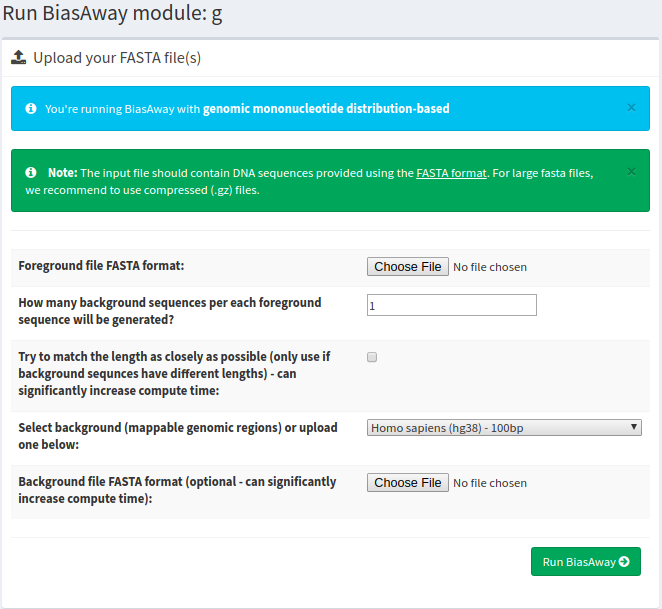 Run BiasAway module: g
Upload your FASTA file(s)
You're running BiasAway with genomic mononucleotide distribution-based
×
Note: The input file should contain DNA sequences provided using the FASTA format. For large fasta files,
we recommend to use compressed (.gz) files.
×
Foreground file FASTA format:
Choose File No file chosen
How many background sequences per each foreground
sequence will be generated?
1
Try to match the length as closely as possible (only use if
background sequnces have different lengths) - can
significantly increase compute time:
Select background (mappable genomic regions) or upload
one below:
Homo sapiens (hg38) - 100bp
Background file FASTA format (optional - can significantly
increase compute time):
Choose File No file chosen
Run BiasAway